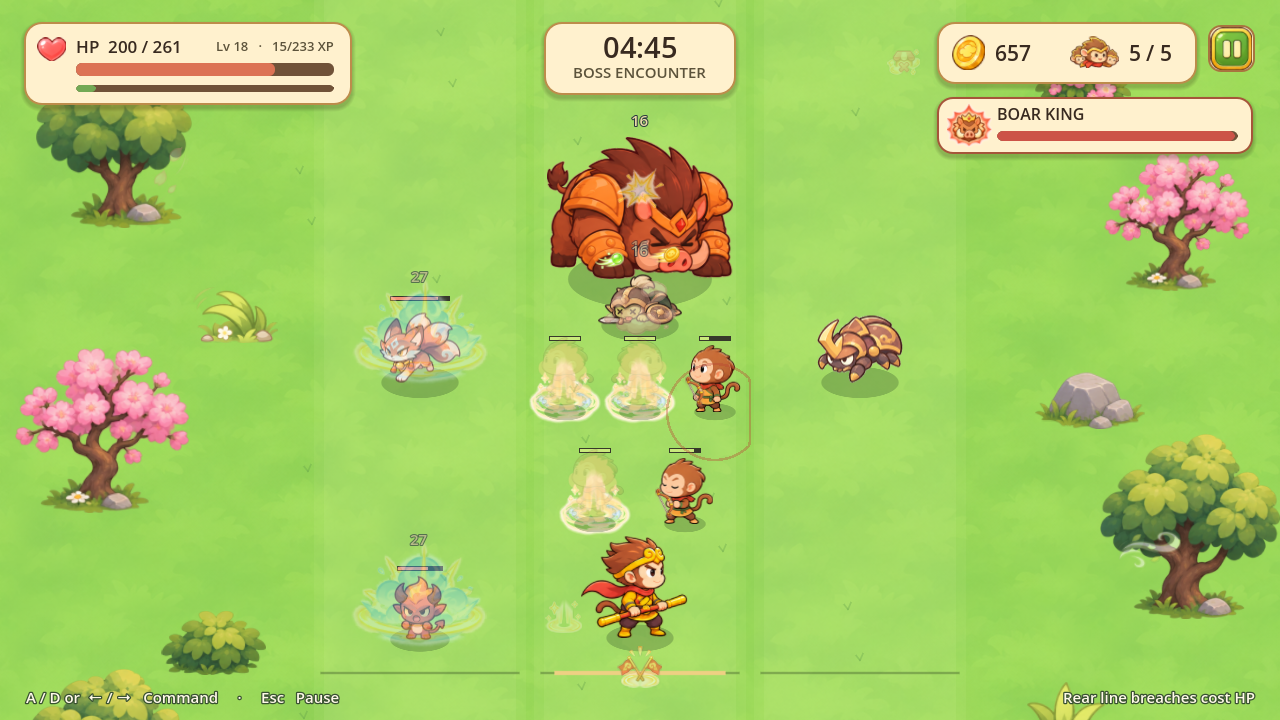 HP 200 / 261 Lv 18 · 15/233 XP
04:45
BOSS ENCOUNTER
657
5 / 5
BOAR KING
16
16
27
27
A / D or ← / → Command · Esc Pause
Rear line breaches cost HP